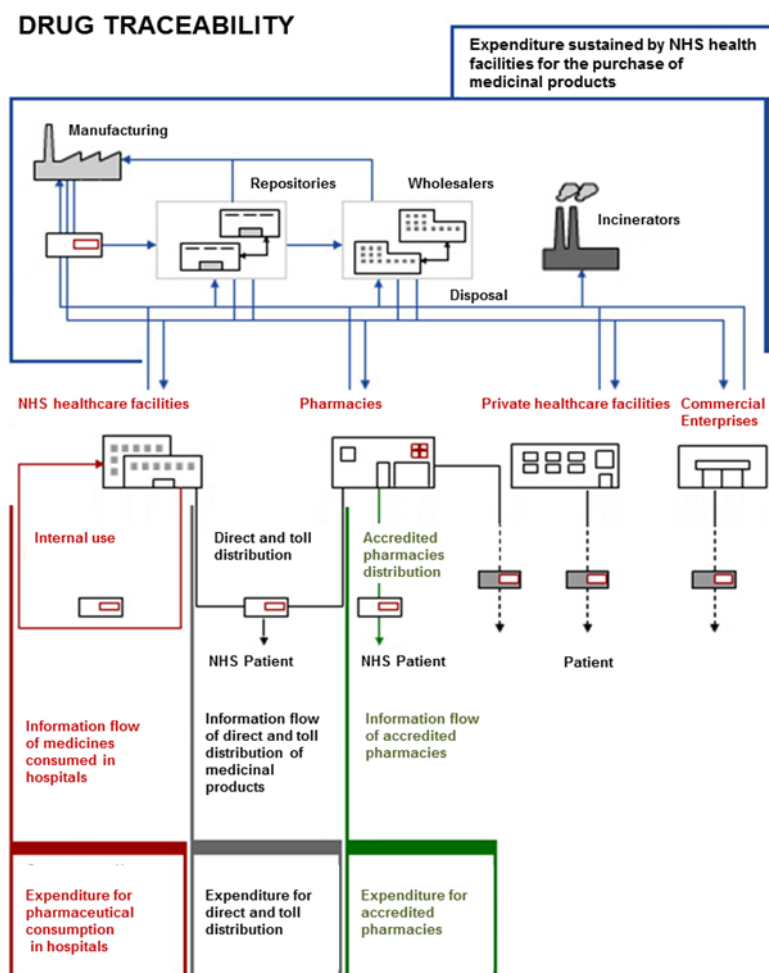 DRUG TRACEABILITY
Expenditure sustained by NHS health
facilities for the purchase of
medicinal products
Manufacturing
Repositories
Wholesalers
Incinerators
Disposal
NHS healthcare facilities
Pharmacies
Private healthcare facilities
Commercial
Enterprises
Internal use
Direct and toll
distribution
Accredited
pharmacies
distribution
NHS Patient
NHS Patient
Patient
Information flow
of medicines
consumed in
hospitals
Information flow
of direct and toll
distribution of
medicinal
products
Information flow
of accredited
pharmacies
Expenditure for
pharmaceutical
consumption
in hospitals
Expenditure for
direct and toll
distribution
Expenditure for
accredited
pharmacies